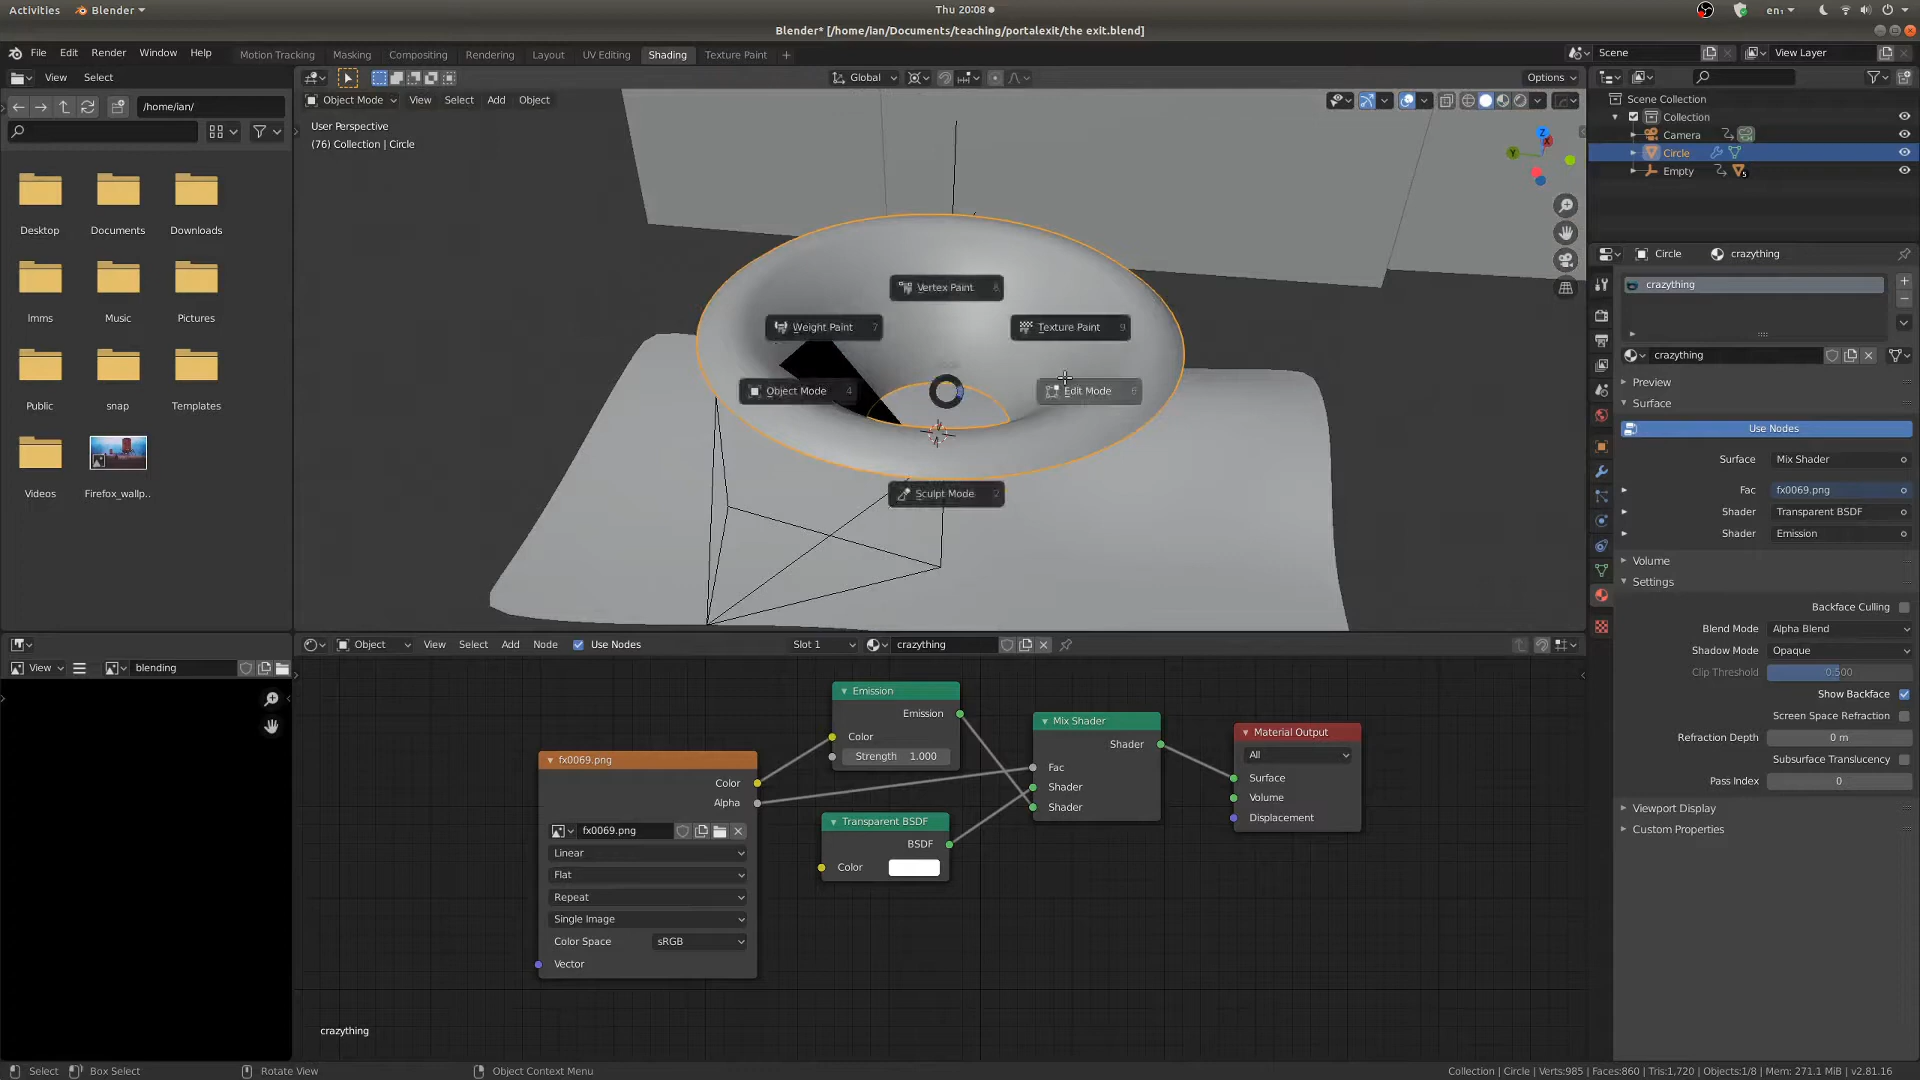 Activities Blender Thu 20:08 en₁
Blender* [/home/ian/Documents/teaching/portalexit/the exit.blend]
File Edit Render Window Help Motion Tracking Masking Compositing Rendering Layout UV Editing Shading Texture Paint + Scene View Layer
View Select Global Options
/home/ian/
Object Mode View Select Add Object
User Perspective
(76) Collection | Circle
Scene Collection
Collection
Camera
Circle
Empty
5
Desktop Documents Downloads
Imms Music Pictures
Public snap Templates
Videos Firefox_wallp..
Vertex Paint 8
Weight Paint 7
Texture Paint 9
Object Mode 4
Edit Mode 6
Sculpt Mode 2
Z
Y
X
Circle crazything
crazything
crazything
Preview
Surface
Use Nodes
Surface Mix Shader
Fac fx0069.png
Shader Transparent BSDF
Shader Emission
Volume
Settings
Backface Culling
Blend Mode Alpha Blend
Shadow Mode Opaque
Clip Threshold 0.500
Show Backface
Screen Space Refraction
Refraction Depth 0 m
Subsurface Translucency
Pass Index 0
Viewport Display
Custom Properties
View blending
Object View Select Add Node Use Nodes Slot 1 crazything
Emission
Emission
Color
Strength 1.000
Mix Shader
Shader
Fac
Shader
Shader
Material Output
All
Surface
Volume
Displacement
fx0069.png
Color
Alpha
fx0069.png
Linear
Flat
Repeat
Single Image
Color Space sRGB
Vector
Transparent BSDF
BSDF
Color
crazything
Select Box Select Rotate View Object Context Menu Collection | Circle | Verts:985 | Faces:860 | Tris:1,720 | Objects:1/8 | Mem: 271.1 MiB | v2.81.16